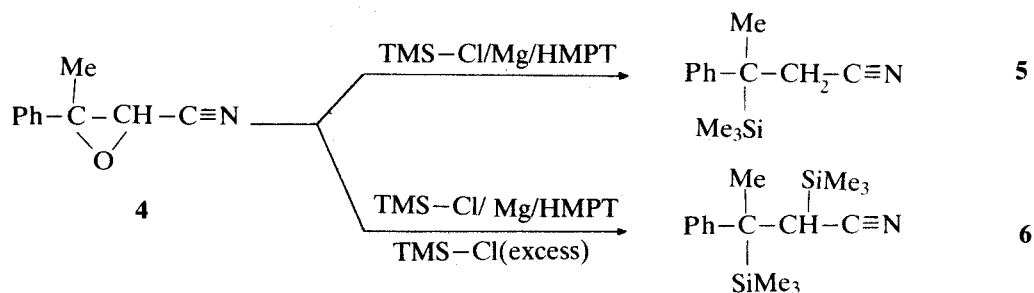 TMS–Cl/Mg/HMPT
Me
Ph–C–CH₂–C≡N
Me₃Si
5
Me
Ph–C–CH–C≡N
O
4
TMS–Cl/ Mg/HMPT
TMS–Cl(excess)
Me SiMe₃
Ph–C–CH–C≡N
SiMe₃
6